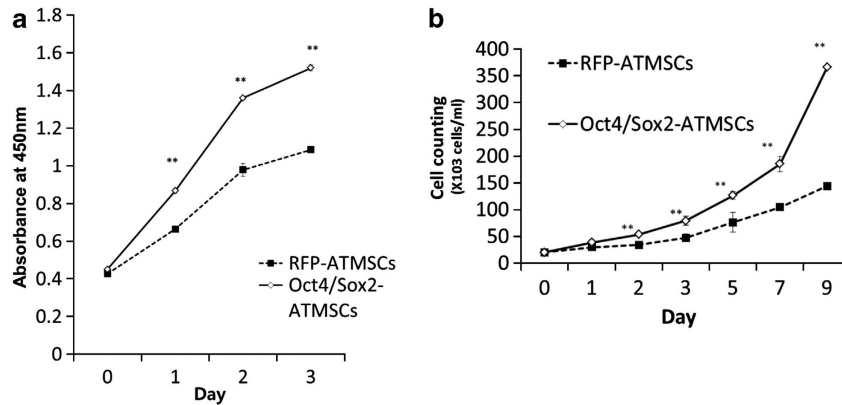 a
1.8
1.6
1.4
1.2
1
0.8
0.6
0.4
0.2
0
Absorbance at 450nm
**
**
**
RFP-ATMSCs
Oct4/Sox2-
ATMSCs
0 1 2 3
Day
b
400
350
300
250
200
150
100
50
0
Cell counting
(X103 cells/ml)
RFP-ATMSCs
Oct4/Sox2-ATMSCs
**
**
**
**
**
0 1 2 3 5 7 9
Day